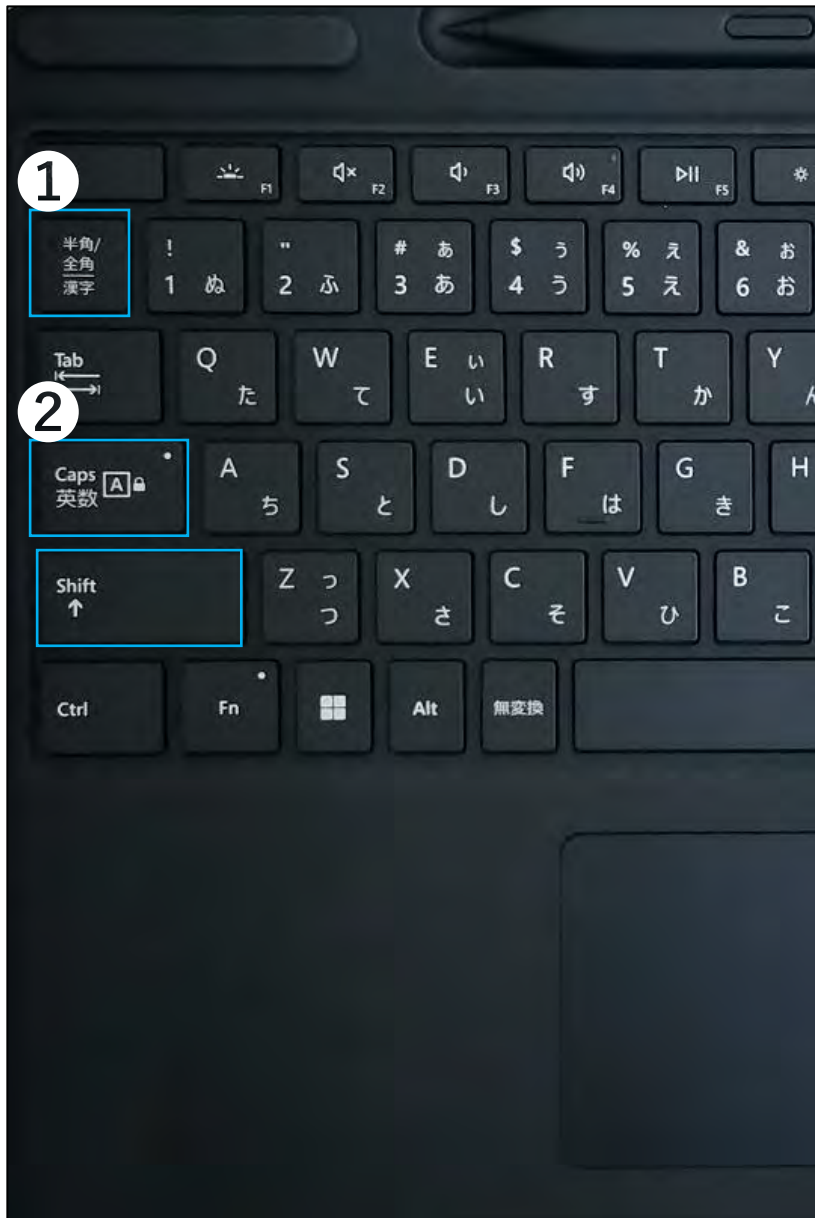 1
F1
F2
F3
F4
F5
半角/
全角
漢字
! 1 ぬ
" 2 ふ
# あ 3 あ
$ ぅ 4 う
% ぇ 5 え
& ぉ 6 お
Tab
Q た
W て
E ぃ い
R す
T か
Y ん
2
Caps A
英数
A ち
S と
D し
F は
G き
H
Shift
↑
Z っ つ
X さ
C そ
V ひ
B こ
Ctrl
Fn
Alt
無変換